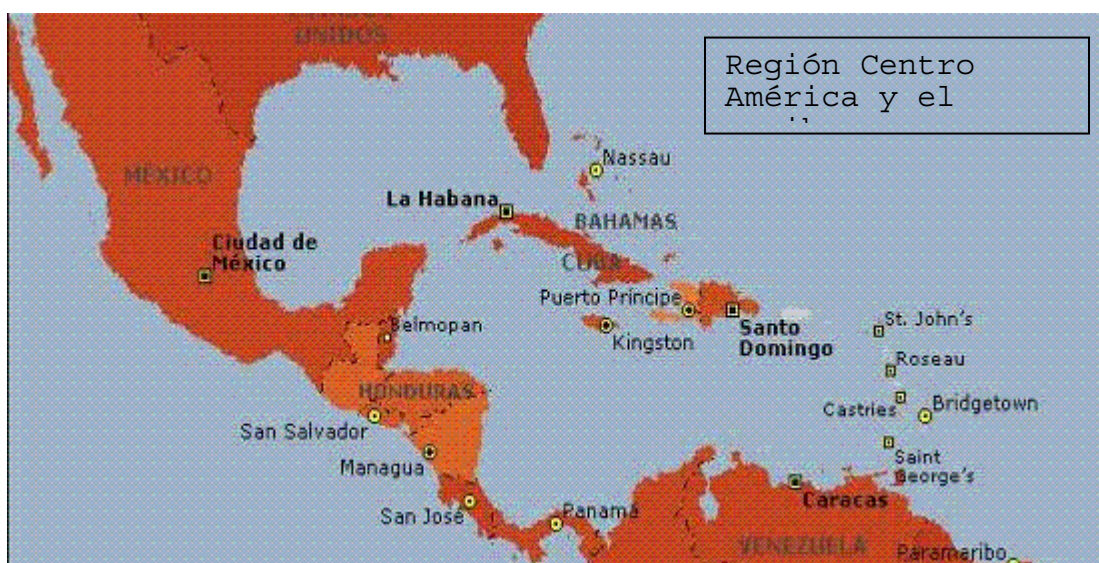 UNIDOS
Región Centro
América y el
Nassau
MÉXICO
La Habana
BAHAMAS
Ciudad de
México
CUBA
Puerto Príncipe
Belmopan
Kingston
Santo
Domingo
St. John's
Roseau
HONDURAS
Castries
Bridgetown
San Salvador
Managua
Saint
George's
San José
Panamá
Caracas
VENEZUELA
Paramaribo